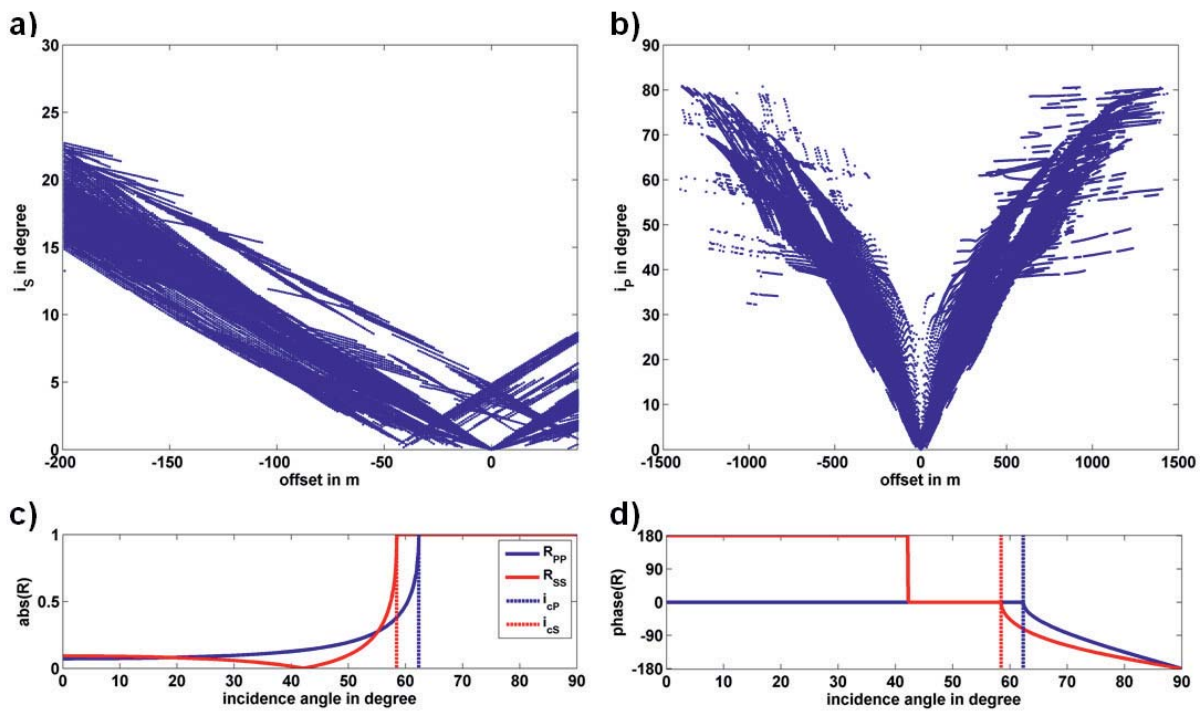 a)
30
25
20
15
10
5
0
i_S in degree
-200 -150 -100 -50 0
offset in m
b)
90
80
70
60
50
40
30
20
10
0
i_P in degree
-1500 -1000 -500 0 500 1000 1500
offset in m
c)
1
0.5
0
abs(R)
R_PP
R_SS
i_cP
i_cS
0 10 20 30 40 50 60 70 80 90
incidence angle in degree
d)
180
90
0
-90
-180
phase(R)
0 10 20 30 40 50 60 70 80 90
incidence angle in degree